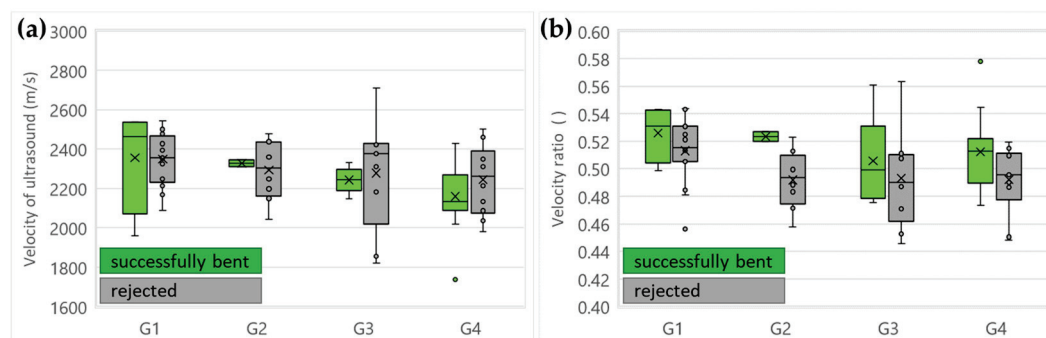 (a)
Velocity of ultrasound (m/s)
3000
2800
2600
2400
2200
2000
1800
1600
successfully bent
rejected
G1 G2 G3 G4
(b)
Velocity ratio ( )
0.60
0.58
0.56
0.54
0.52
0.50
0.48
0.46
0.44
0.42
0.40
successfully bent
rejected
G1 G2 G3 G4